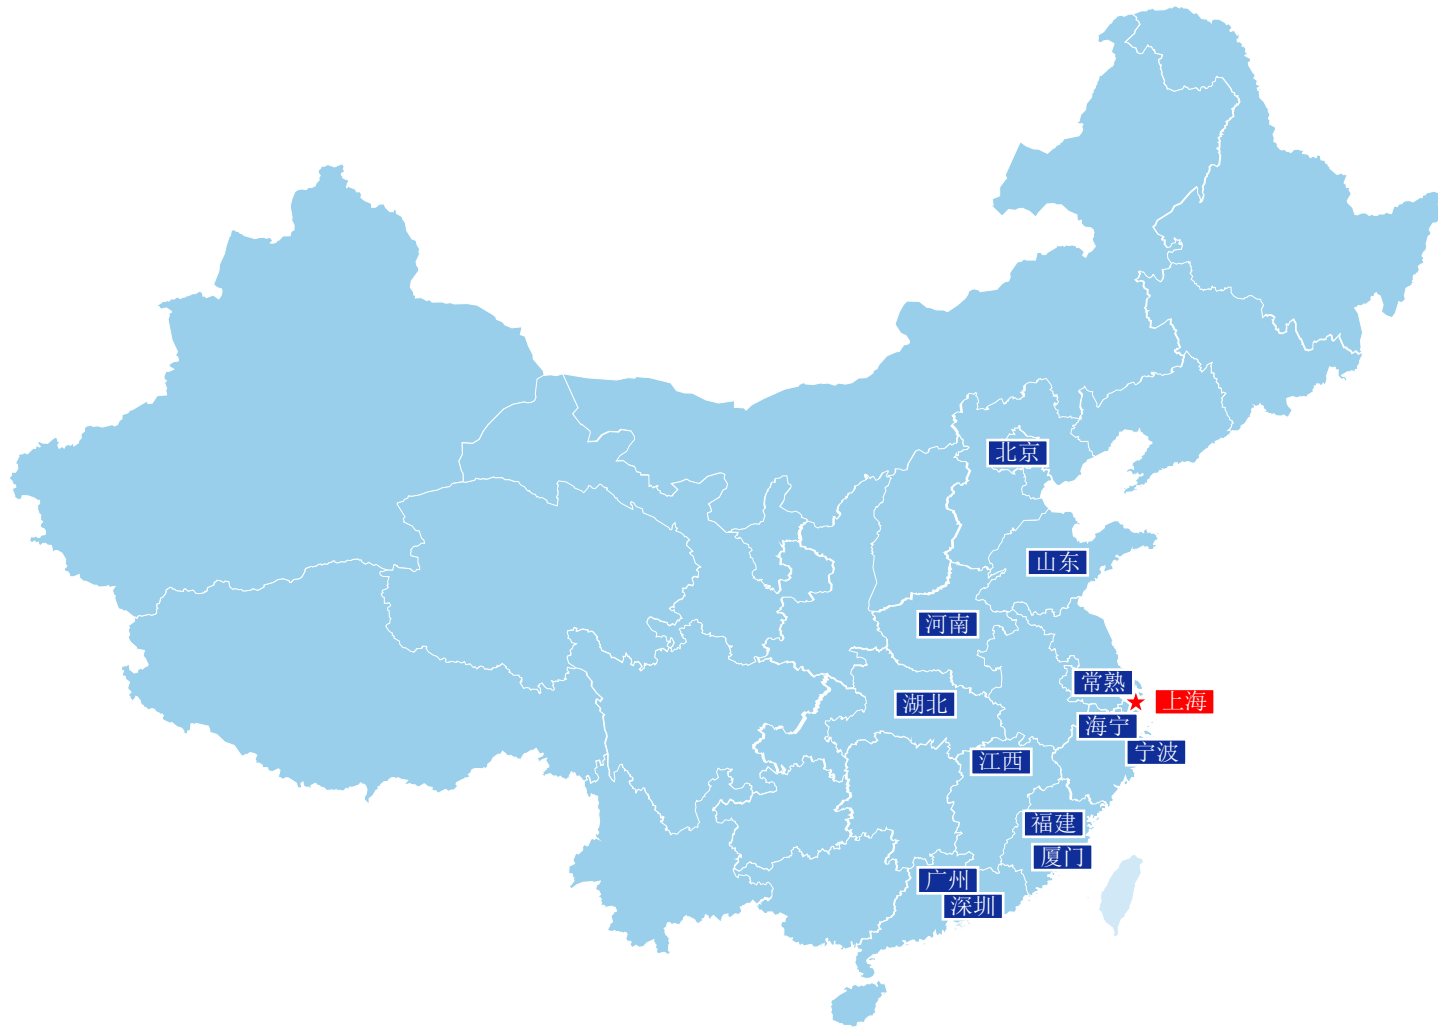 北京
山东
河南
常熟
上海
湖北
海宁
宁波
江西
福建
厦门
广州
深圳